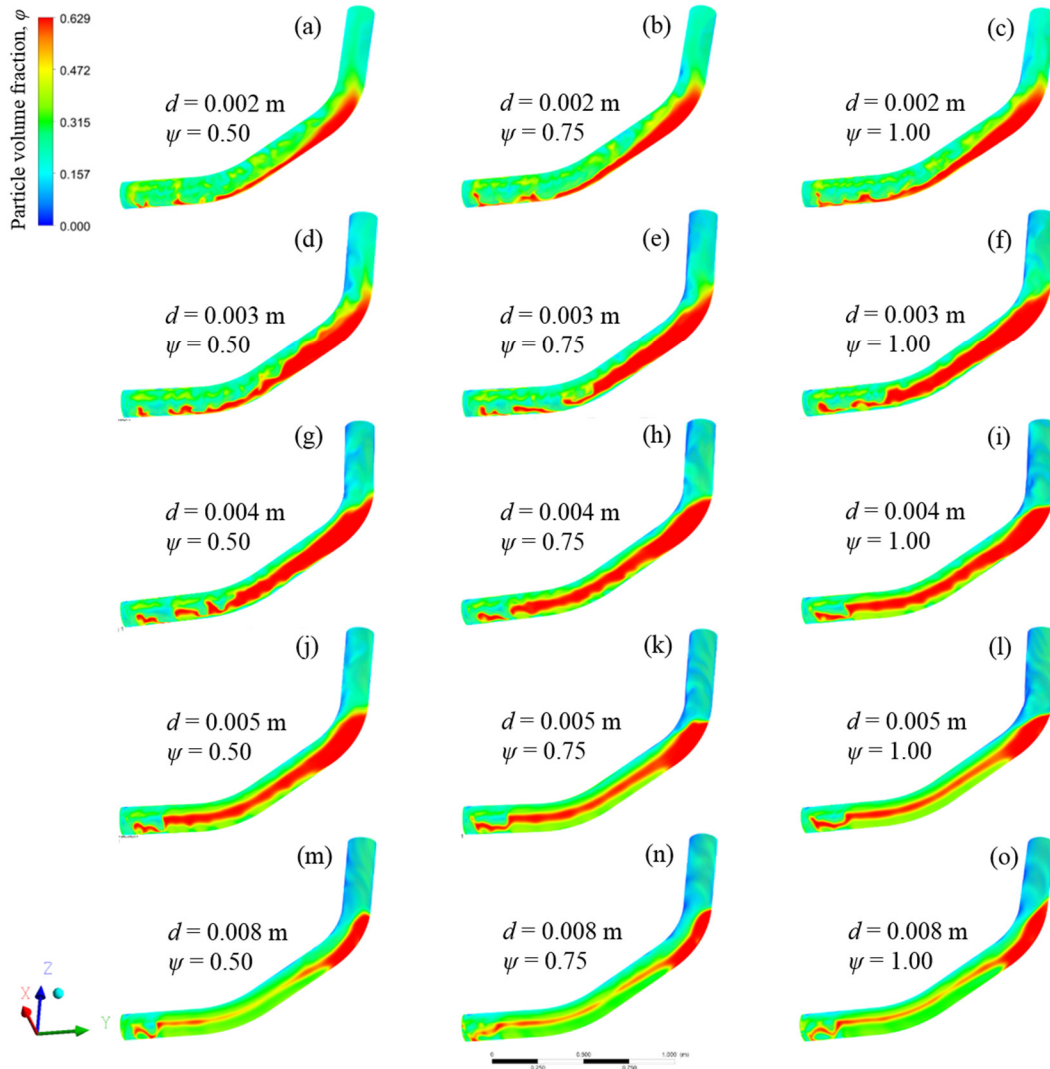 Particle volume fraction, φ
0.629
0.472
0.315
0.157
0.000
(a)
d = 0.002 m
ψ = 0.50
(b)
d = 0.002 m
ψ = 0.75
(c)
d = 0.002 m
ψ = 1.00
(d)
d = 0.003 m
ψ = 0.50
(e)
d = 0.003 m
ψ = 0.75
(f)
d = 0.003 m
ψ = 1.00
(g)
d = 0.004 m
ψ = 0.50
(h)
d = 0.004 m
ψ = 0.75
(i)
d = 0.004 m
ψ = 1.00
(j)
d = 0.005 m
ψ = 0.50
(k)
d = 0.005 m
ψ = 0.75
(l)
d = 0.005 m
ψ = 1.00
(m)
d = 0.008 m
ψ = 0.50
(n)
d = 0.008 m
ψ = 0.75
(o)
d = 0.008 m
ψ = 1.00
Z
X
Y
0 0.500 1.000 (m)
0.250 0.750